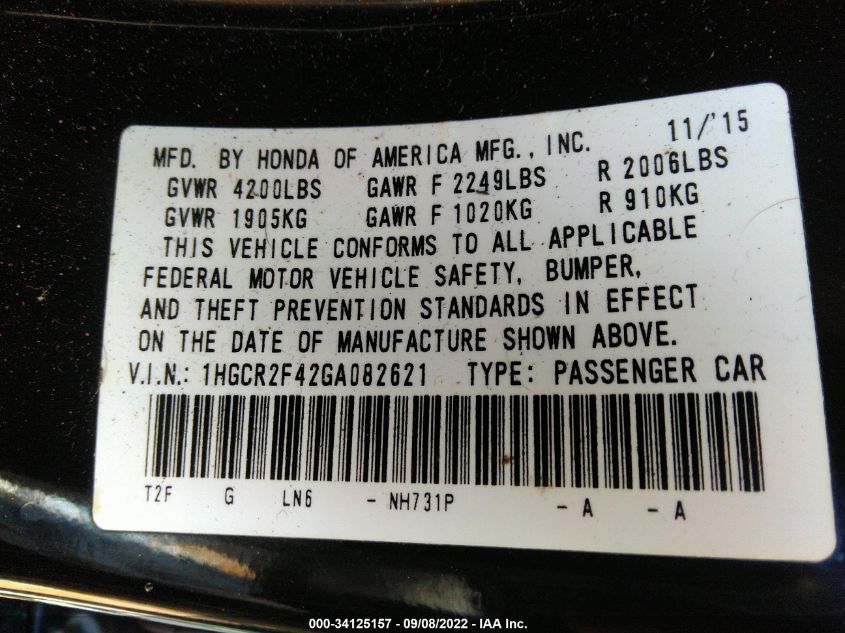 MFD. BY HONDA OF AMERICA MFG., INC. 11/'15
GVWR 4200LBS GAWR F 2249LBS R 2006LBS
GVWR 1905KG GAWR F 1020KG R 910KG
THIS VEHICLE CONFORMS TO ALL APPLICABLE
FEDERAL MOTOR VEHICLE SAFETY, BUMPER,
AND THEFT PREVENTION STANDARDS IN EFFECT
ON THE DATE OF MANUFACTURE SHOWN ABOVE.
V.I.N.: 1HGCR2F42GA082621 TYPE: PASSENGER CAR
T2F G LN6 - NH731P - A - A
000-34125157 - 09/08/2022 - IAA Inc.